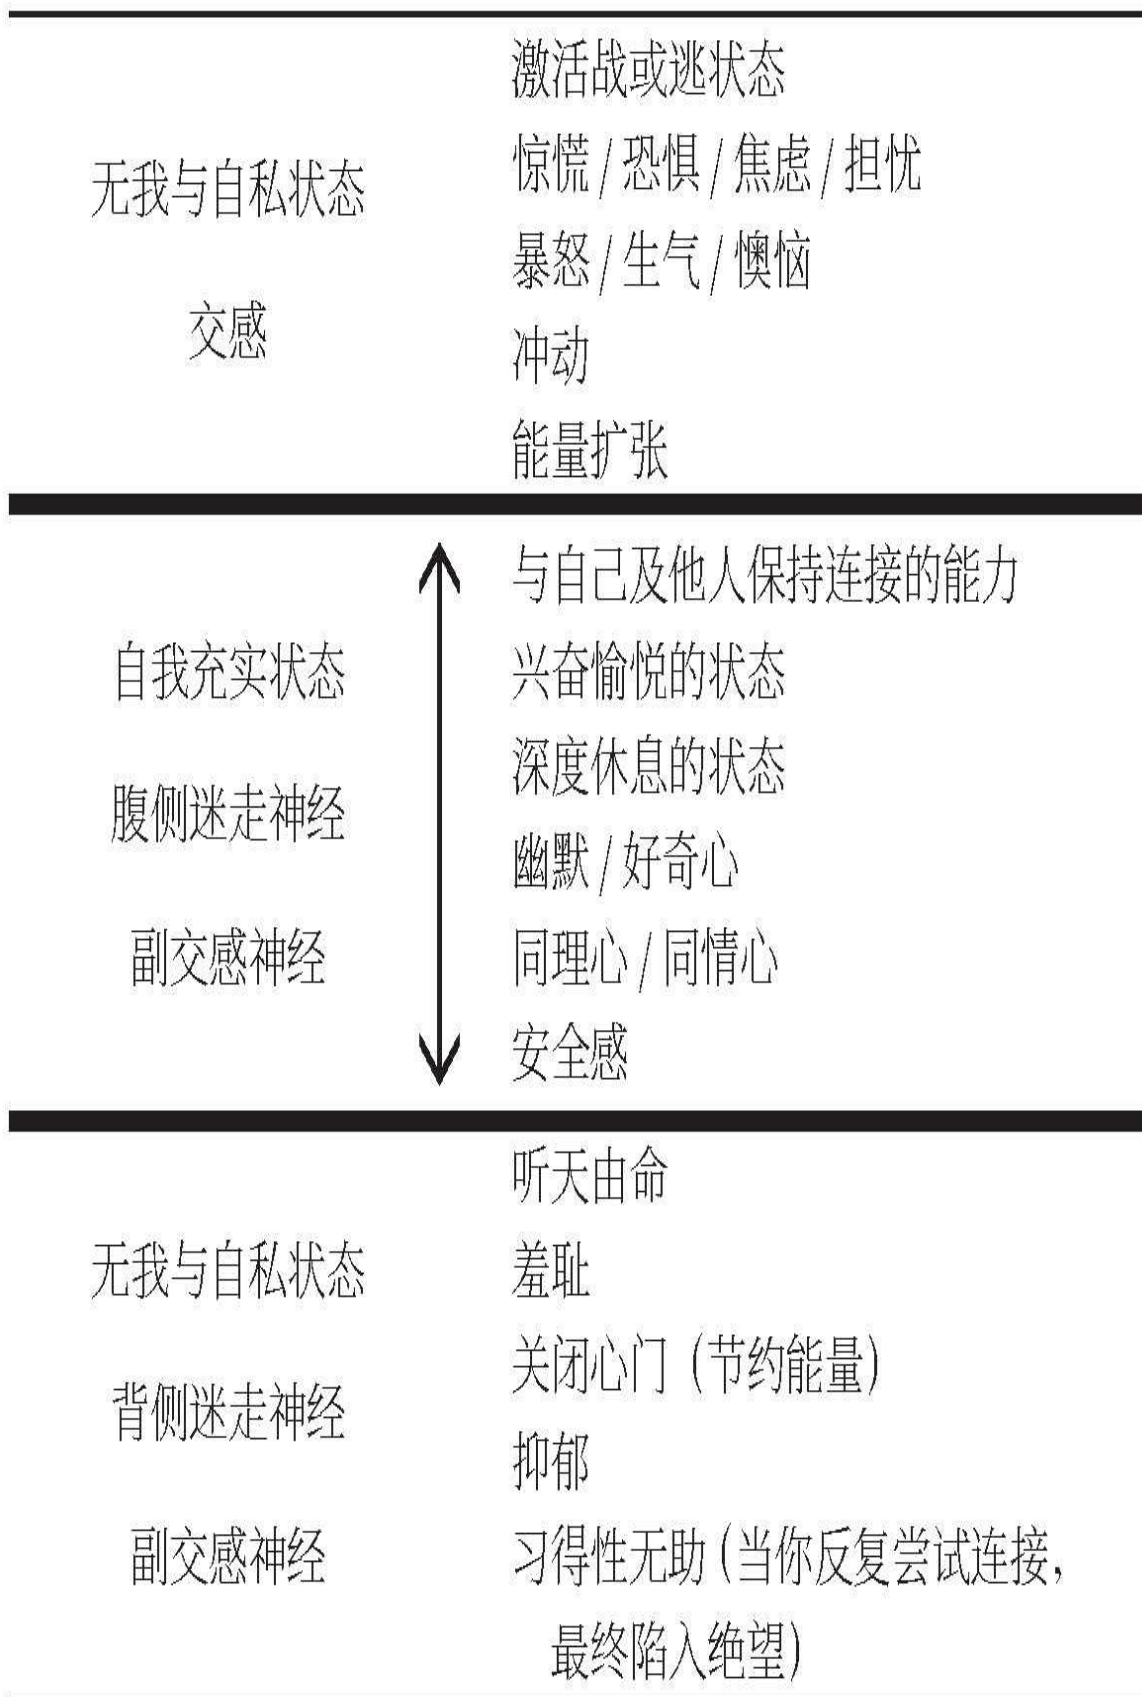 激活战或逃状态
惊慌 / 恐惧 / 焦虑 / 担忧
无我与自私状态
暴怒 / 生气 / 懊恼
交感
冲动
能量扩张
与自己及他人保持连接的能力
自我充实状态
兴奋愉悦的状态
深度休息的状态
腹侧迷走神经
幽默 / 好奇心
副交感神经
同理心 / 同情心
安全感
听天由命
无我与自私状态
羞耻
关闭心门（节约能量）
背侧迷走神经
抑郁
副交感神经
习得性无助（当你反复尝试连接，
最终陷入绝望）